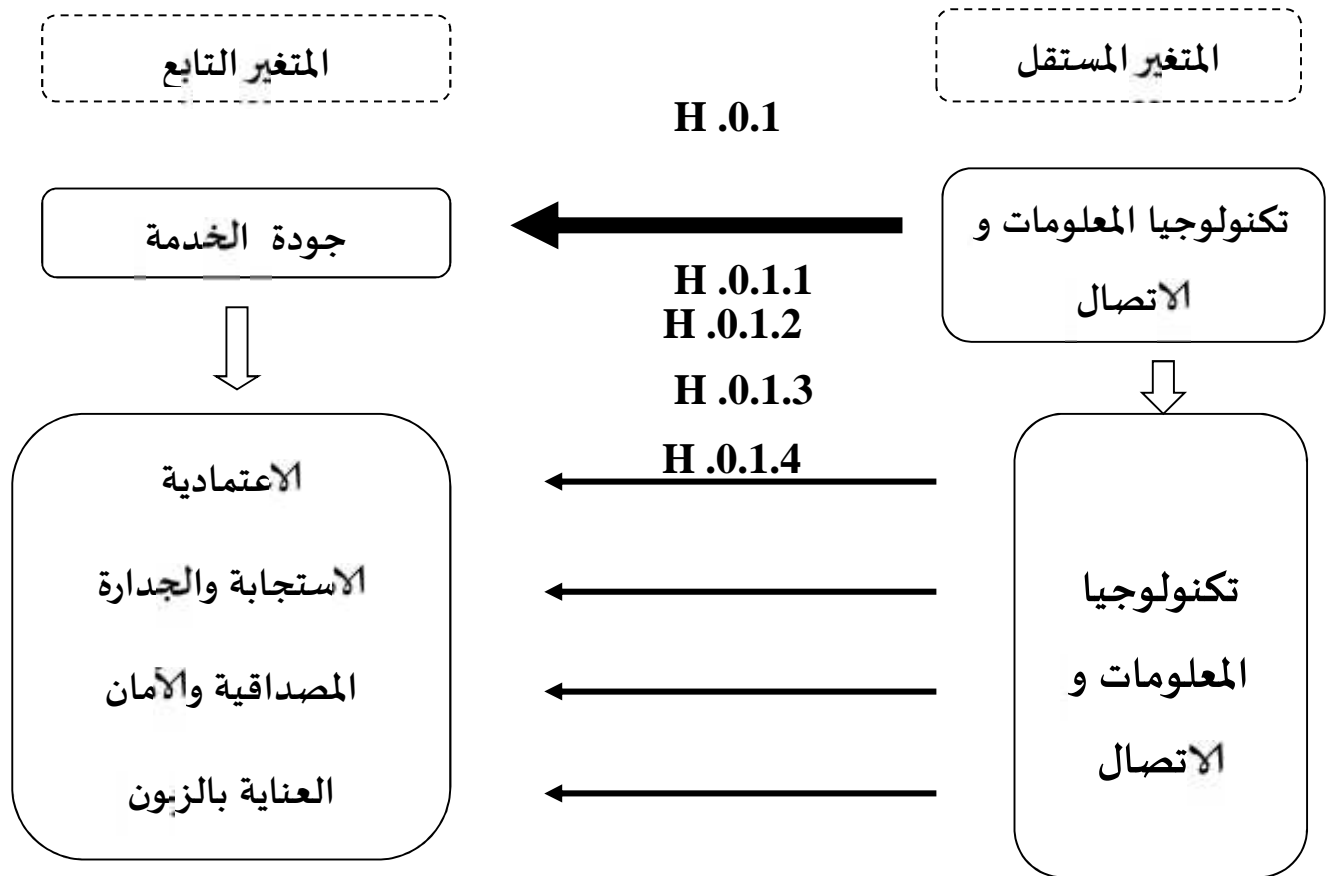 المتغير المستقل
المتغير التابع
H .0.1
تكنولوجيا المعلومات و
الاتصال
جودة الخدمة
H .0.1.1
H .0.1.2
H .0.1.3
H .0.1.4
تكنولوجيا
المعلومات و
الاتصال
الاعتمادية
الاستجابة والجدارة
المصداقية والأمان
العناية بالزبون